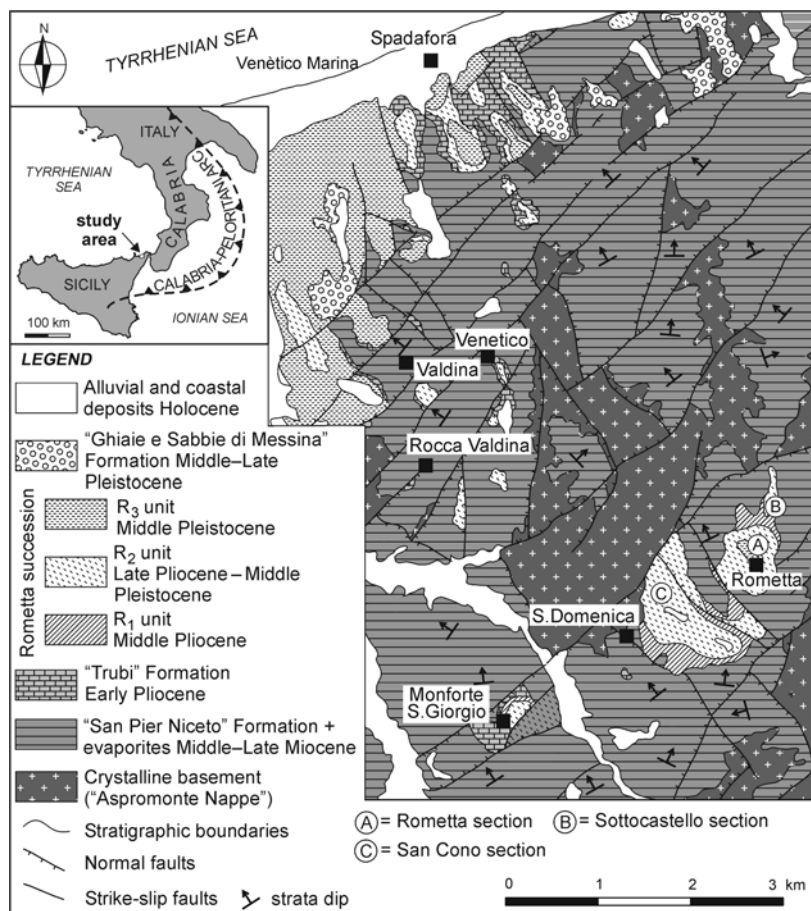 N
TYRRHENIAN SEA
Venètico Marina
Spadafora
ITALY
TYRRHENIAN
SEA
CALABRIA
study
area
CALABRIA-PELORITANI ARC
SICILY
IONIAN SEA
100 km
Venetico
Valdina
Rocca Valdina
B
A
Rometta
C
S.Domenica
Monforte
S.Giorgio
LEGEND
Alluvial and coastal
deposits Holocene
"Ghiaie e Sabbie di Messina"
Formation Middle–Late
Pleistocene
Rometta succession
R3 unit
Middle Pleistocene
R2 unit
Late Pliocene–Middle
Pleistocene
R1 unit
Middle Pliocene
"Trubi" Formation
Early Pliocene
"San Pier Niceto" Formation +
evaporites Middle–Late Miocene
Crystalline basement
("Aspromonte Nappe")
Stratigraphic boundaries
Normal faults
Strike-slip faults
strata dip
A = Rometta section B = Sottocastello section
C = San Cono section
0 1 2 3 km